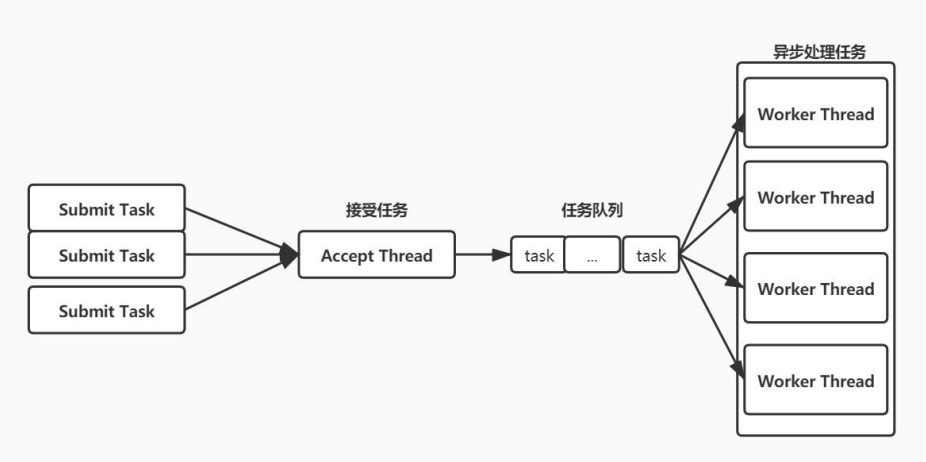 异步处理任务
Worker Thread
Worker Thread
Submit Task
接受任务
任务队列
Submit Task
Accept Thread
task
...
task
Worker Thread
Submit Task
Worker Thread